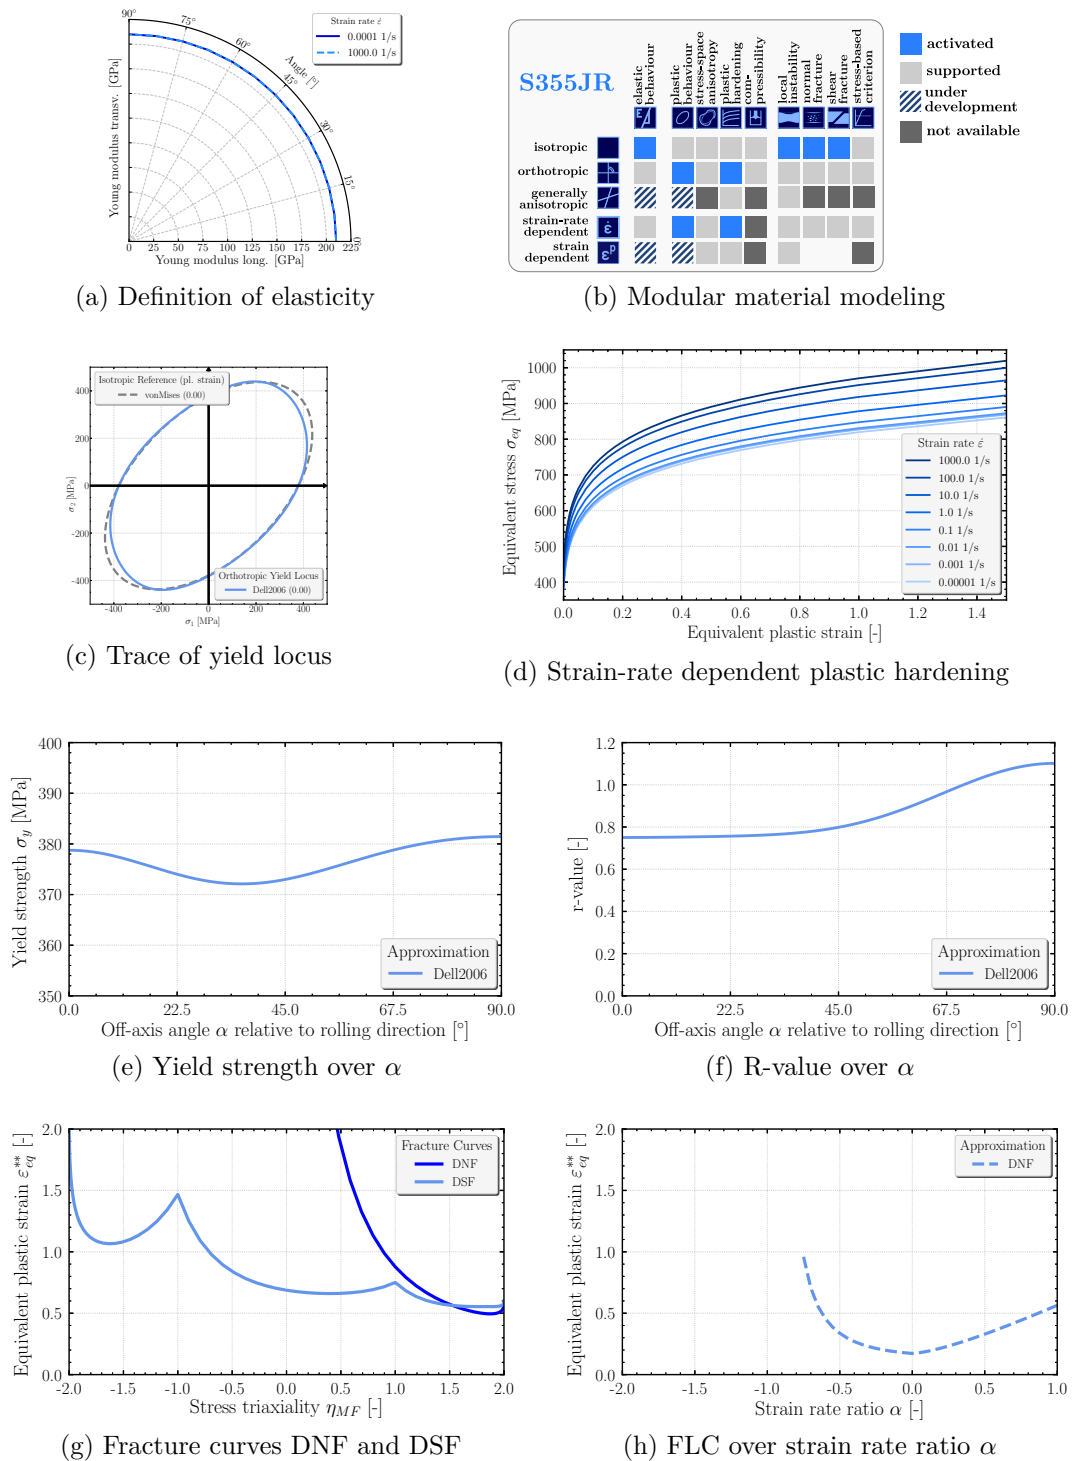 90°
75°
60°
Angle [°]
45°
30°
15°
0°
Strain rate ε̇
0.0001 1/s
1000.0 1/s
Young modulus transv. [GPa]
0 25 50 75 100 125 150 175 200 225
Young modulus long. [GPa]
(a) Definition of elasticity
S355JR
elastic behaviour
plastic behaviour
stress-space anisotropy
plastic hardening
com-pressibility
local instability
normal fracture
shear fracture
stress-based criterion
isotropic
orthotropic
generally anisotropic
strain-rate dependent
strain dependent
E
ε̇
εᵖ
activated
supported
under development
not available
(b) Modular material modeling
Isotropic Reference (pl. strain)
vonMises (0.00)
400
200
0
-200
-400
σ₂ [MPa]
Orthotropic Yield Locus
Dell2006 (0.00)
-400 -200 0 200 400
σ₁ [MPa]
(c) Trace of yield locus
1000
900
800
700
600
500
400
Equivalent stress σ_eq [MPa]
Strain rate ε̇
1000.0 1/s
100.0 1/s
10.0 1/s
1.0 1/s
0.1 1/s
0.01 1/s
0.001 1/s
0.00001 1/s
0.0 0.2 0.4 0.6 0.8 1.0 1.2 1.4
Equivalent plastic strain [-]
(d) Strain-rate dependent plastic hardening
400
390
380
370
360
350
Yield strength σ_y [MPa]
Approximation
Dell2006
0.0 22.5 45.0 67.5 90.0
Off-axis angle α relative to rolling direction [°]
(e) Yield strength over α
1.2
1.0
0.8
0.6
0.4
0.2
0.0
r-value [-]
Approximation
Dell2006
0.0 22.5 45.0 67.5 90.0
Off-axis angle α relative to rolling direction [°]
(f) R-value over α
2.0
1.5
1.0
0.5
0.0
Equivalent plastic strain ε_eq** [-]
Fracture Curves
DNF
DSF
-2.0 -1.5 -1.0 -0.5 0.0 0.5 1.0 1.5 2.0
Stress triaxiality η_MF [-]
(g) Fracture curves DNF and DSF
2.0
1.5
1.0
0.5
0.0
Equivalent plastic strain ε_eq** [-]
Approximation
DNF
-2.0 -1.5 -1.0 -0.5 0.0 0.5 1.0
Strain rate ratio α [-]
(h) FLC over strain rate ratio α